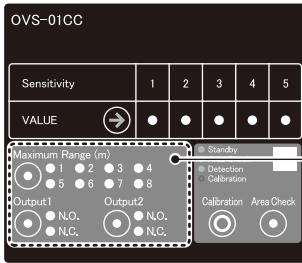 OVS-01CC
Sensitivity 1 2 3 4 5
VALUE
Maximum Range (m)
1 2 3 4
5 6 7 8
Output1 Output2
N.O. N.O.
N.C. N.C.
Standby
Detection
Calibration
Calibration Area Check